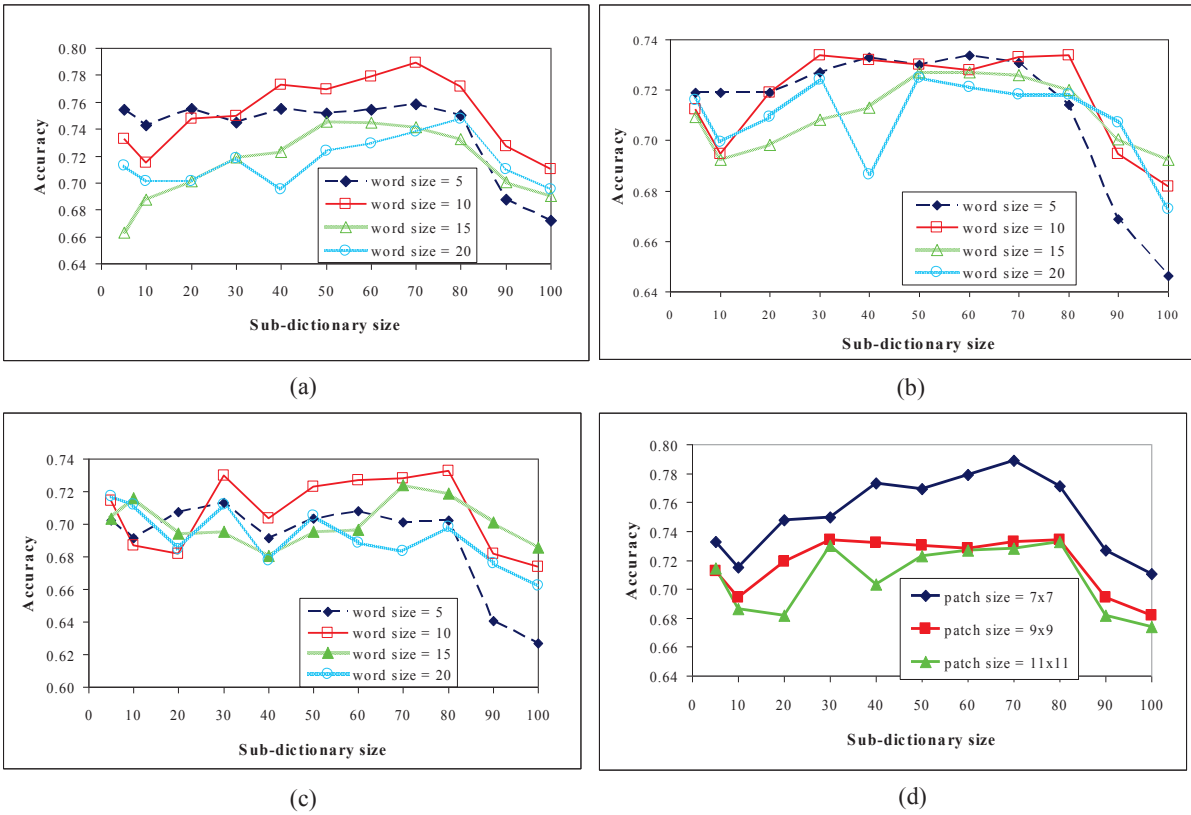 0.80
0.78
0.76
0.74
0.72
0.70
0.68
0.66
0.64
Accuracy
0 10 20 30 40 50 60 70 80 90 100
Sub-dictionary size
word size = 5
word size = 10
word size = 15
word size = 20
(a)
0.74
0.72
0.70
0.68
0.66
0.64
Accuracy
0 10 20 30 40 50 60 70 80 90 100
Sub-dictionary size
word size = 5
word size = 10
word size = 15
word size = 20
(b)
0.74
0.72
0.70
0.68
0.66
0.64
0.62
0.60
Accuracy
0 10 20 30 40 50 60 70 80 90 100
Sub-dictionary size
word size = 5
word size = 10
word size = 15
word size = 20
(c)
0.80
0.78
0.76
0.74
0.72
0.70
0.68
0.66
0.64
Accuracy
0 10 20 30 40 50 60 70 80 90 100
Sub-dictionary size
patch size = 7x7
patch size = 9x9
patch size = 11x11
(d)